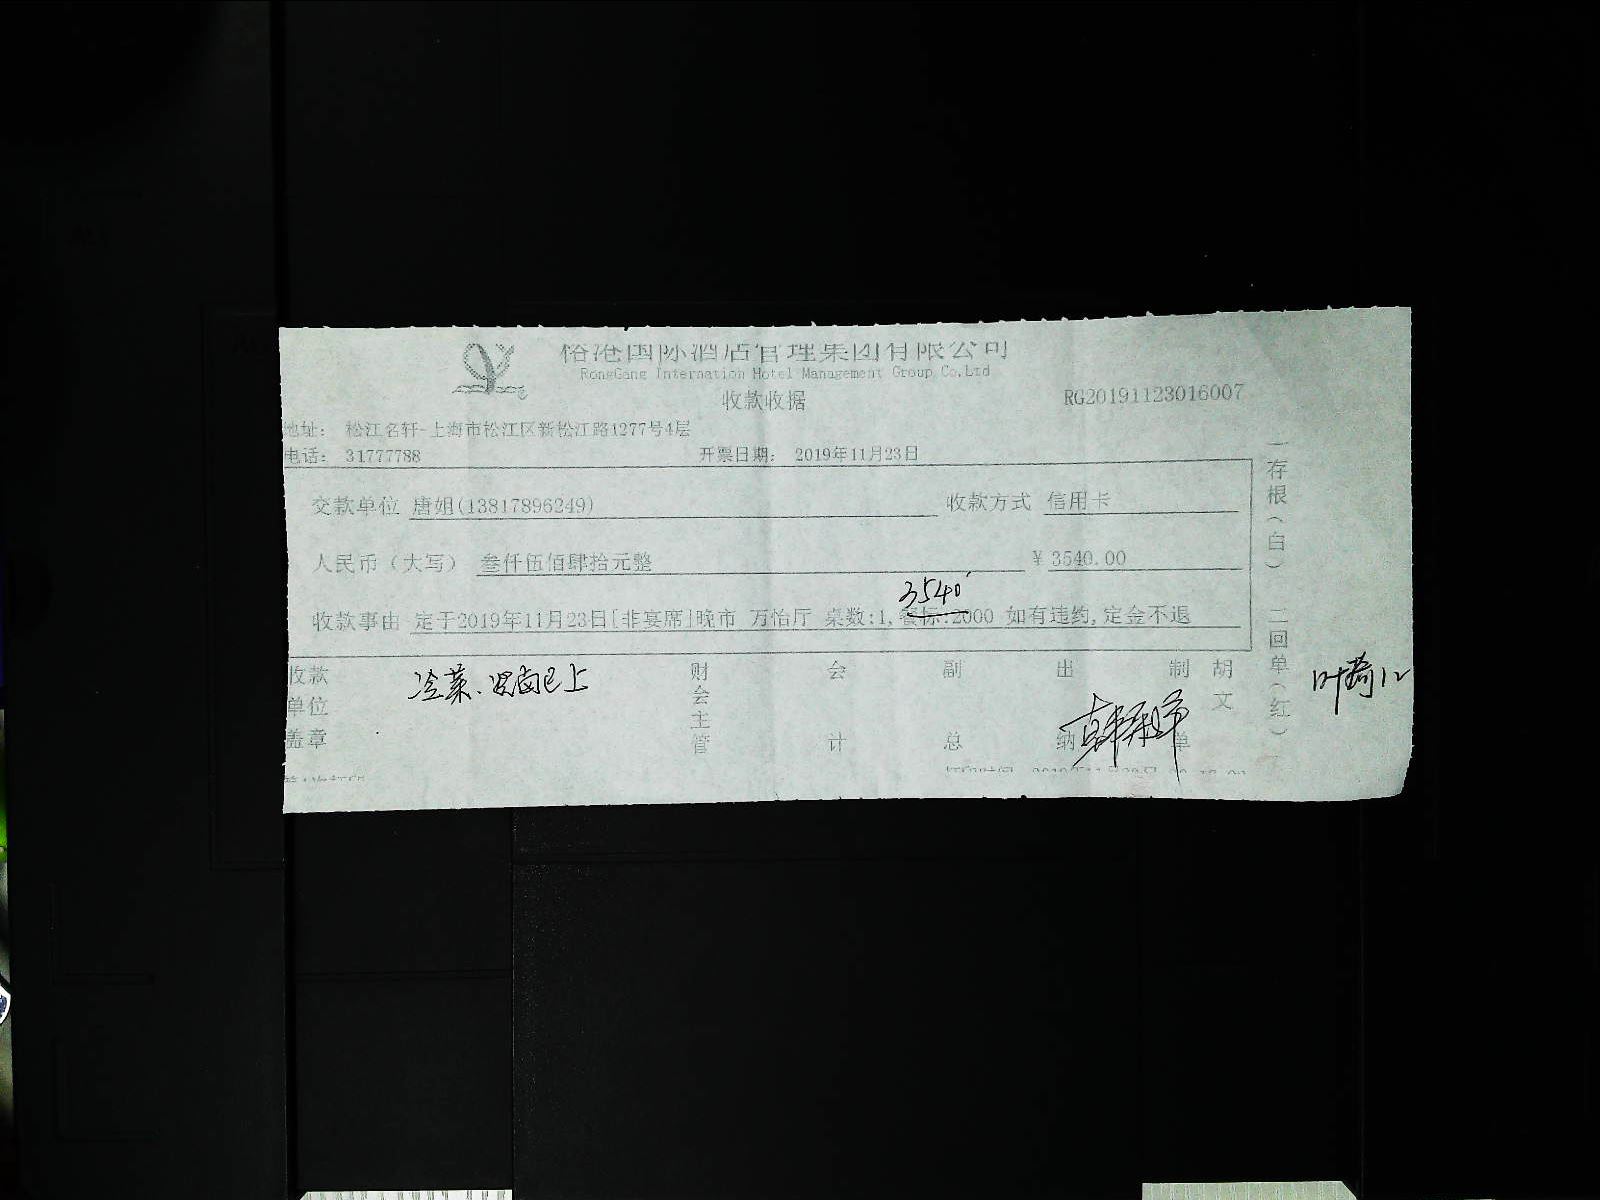 港国际酒店管理集团有限公司
RongGang Internation Hotel Management Group Co.Ltd
收款收据
RG20191123016007
地址： 松江名轩-上海市松江区新松江路1277号4层
电话： 31777788
开票日期： 2019年11月23日
交款单位 唐姐(13817896249)
收款方式 信用卡
人民币（大写） 叁仟伍佰肆拾元整
￥3540.00
3540
收款事由 定于2019年11月23日[非宴席]晚市 万怡厅 桌数:1,餐标:2000 如有违约,定金不退
收款单位盖章
冷菜、 卤已上
财会主管
会计
副总
出纳
制单
胡文
一存根（白） 二回单（红）